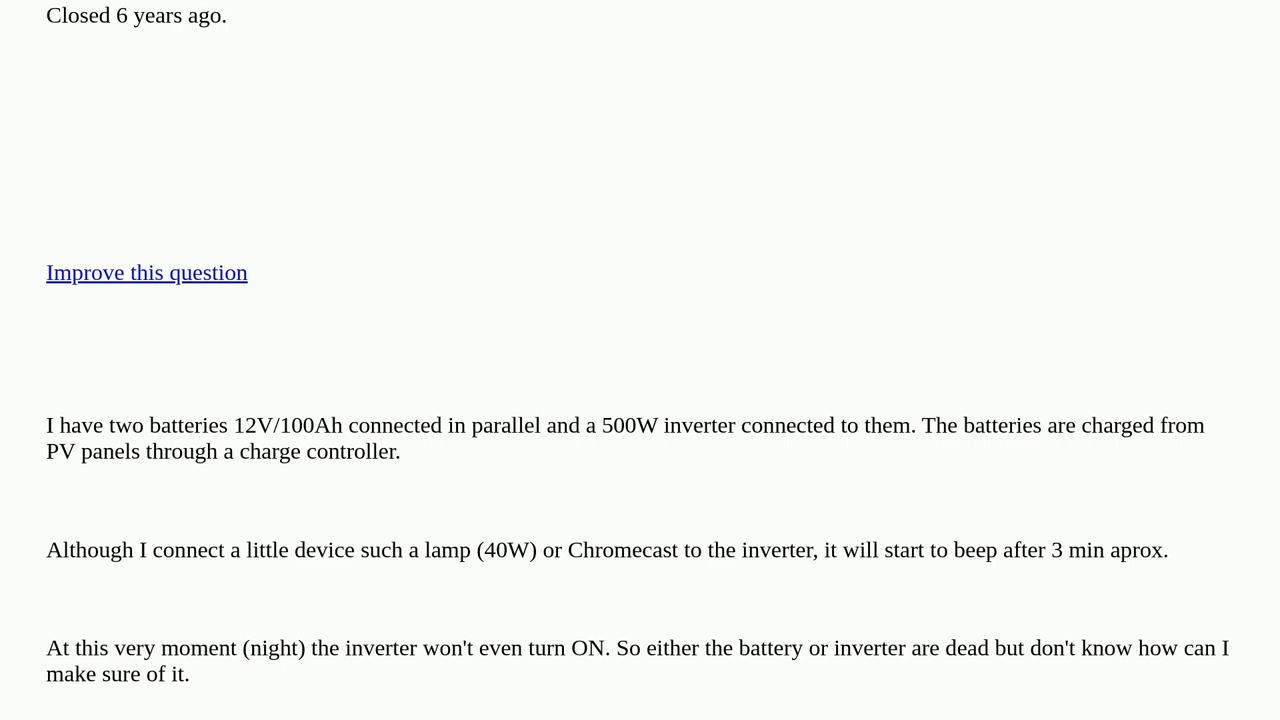 Closed 6 years ago.
Improve this question
I have two batteries 12V/100Ah connected in parallel and a 500W inverter connected to them. The batteries are charged from
PV panels through a charge controller.
Although I connect a little device such a lamp (40W) or Chromecast to the inverter, it will start to beep after 3 min aprox.
At this very moment (night) the inverter won't even turn ON. So either the battery or inverter are dead but don't know how can I
make sure of it.